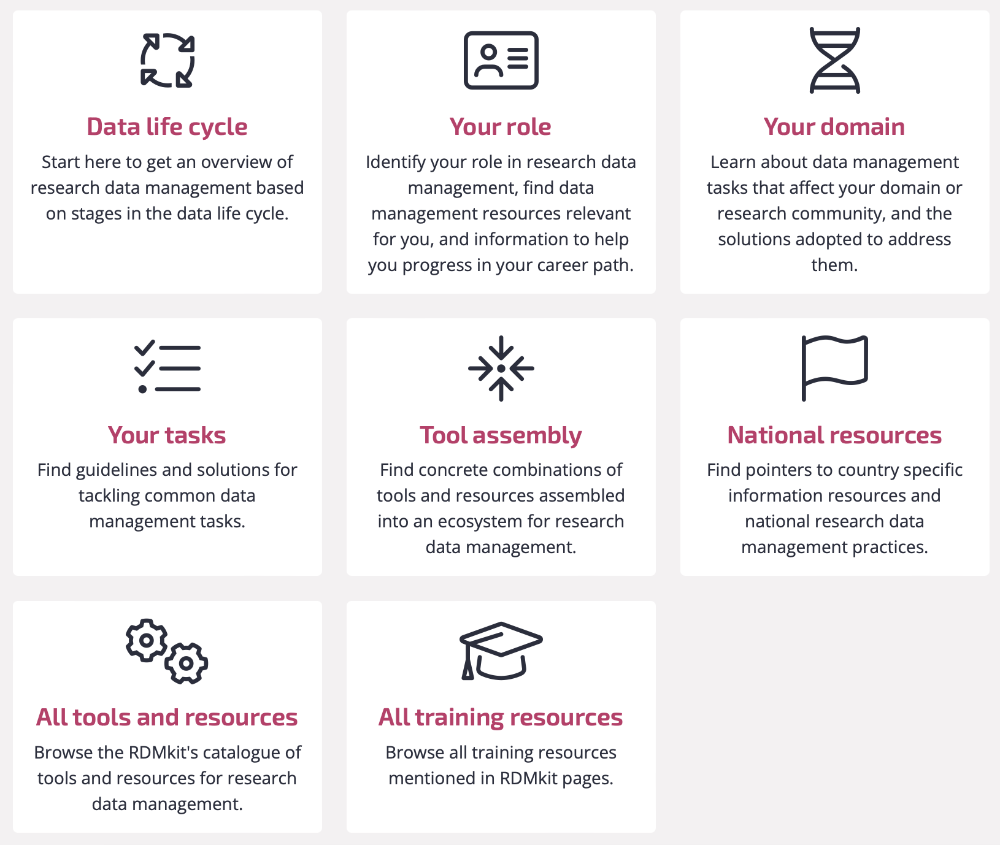 Data life cycle
Start here to get an overview of
research data management based
on stages in the data life cycle.
Your role
Identify your role in research data
management, find data
management resources relevant
for you, and information to help
you progress in your career path.
Your domain
Learn about data management
tasks that affect your domain or
research community, and the
solutions adopted to address
them.
Your tasks
Find guidelines and solutions for
tackling common data
management tasks.
Tool assembly
Find concrete combinations of
tools and resources assembled
into an ecosystem for research
data management.
National resources
Find pointers to country specific
information resources and
national research data
management practices.
All tools and resources
Browse the RDMkit's catalogue of
tools and resources for research
data management.
All training resources
Browse all training resources
mentioned in RDMkit pages.